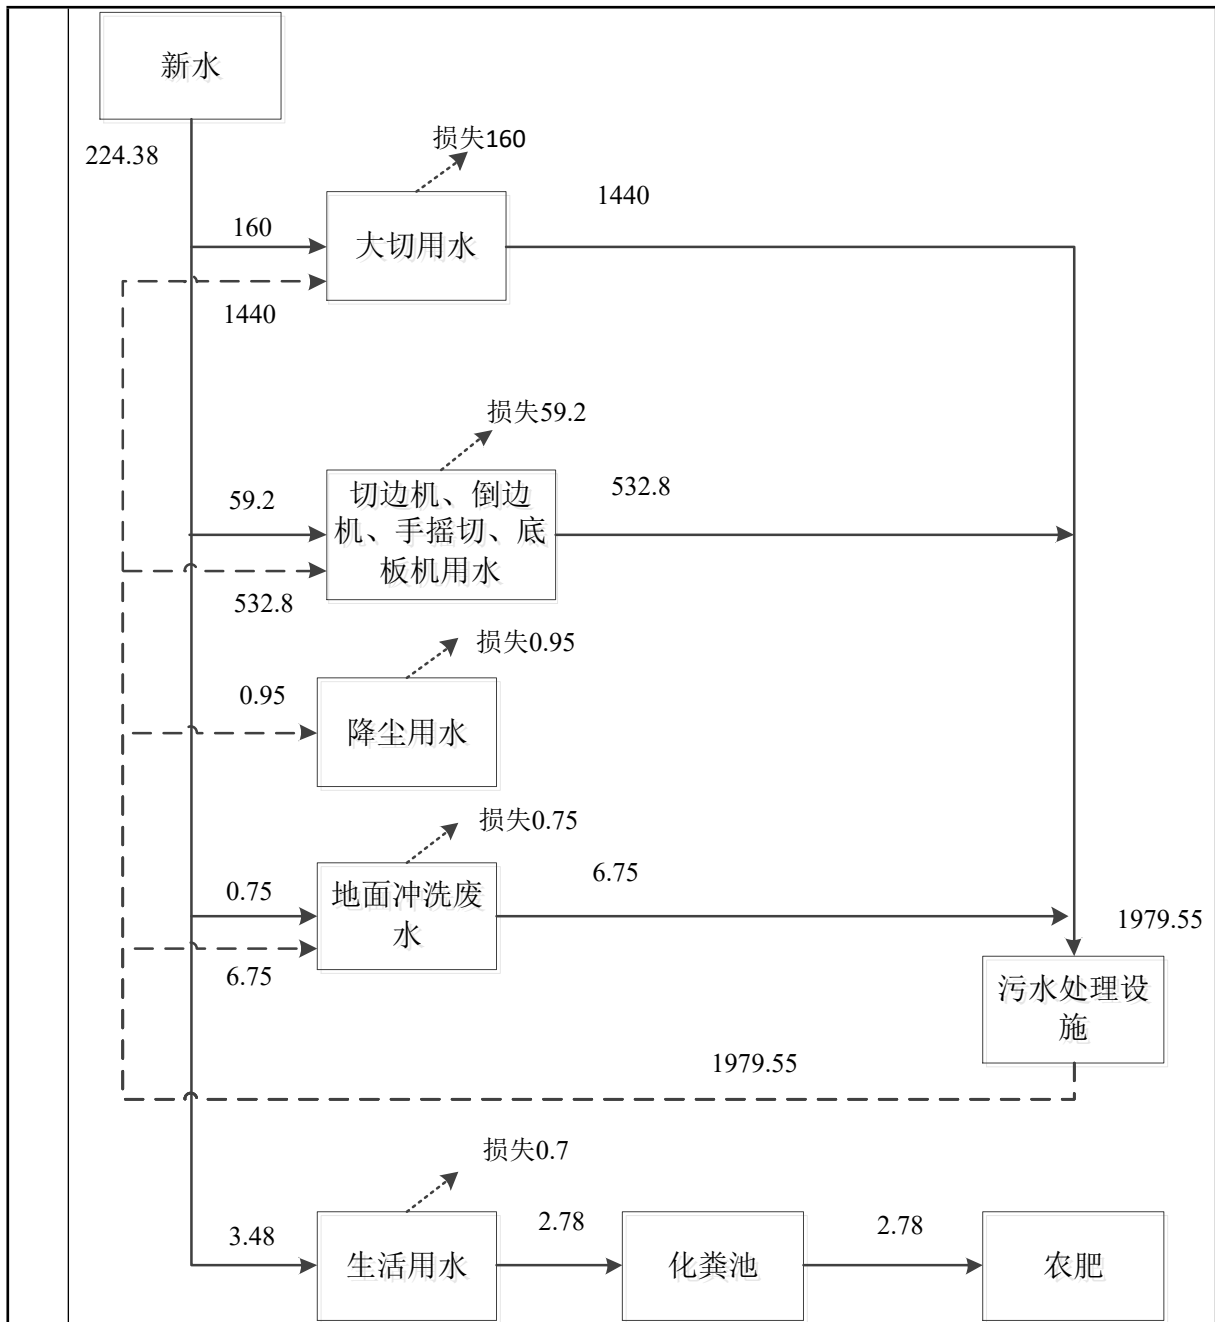 新水
224.38
损失160
1440
160
大切用水
1440
损失59.2
59.2
切边机、倒边
机、手摇切、底
板机用水
532.8
532.8
损失0.95
0.95
降尘用水
损失0.75
0.75
地面冲洗废
水
6.75
6.75
1979.55
污水处理设
施
1979.55
损失0.7
3.48
生活用水
2.78
化粪池
2.78
农肥